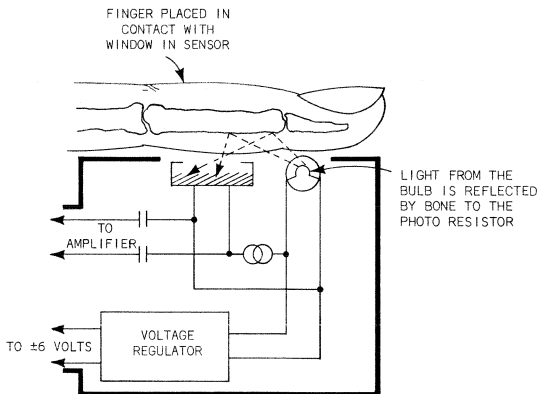 FINGER PLACED IN
CONTACT WITH
WINDOW IN SENSOR
LIGHT FROM THE
BULB IS REFLECTED
BY BONE TO THE
PHOTO RESISTOR
TO
AMPLIFIER
VOLTAGE
REGULATOR
TO ±6 VOLTS